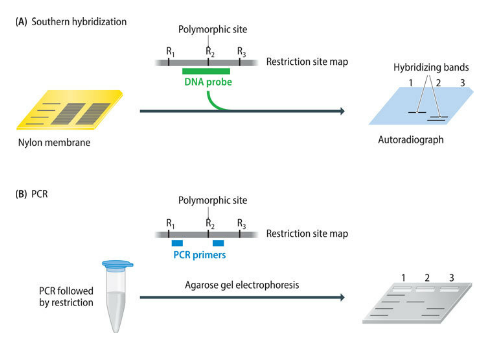 (A) Southern hybridization
Polymorphic site
R1 R2 R3
Restriction site map
DNA probe
Hybridizing bands
1 2 3
Nylon membrane
Autoradiograph
(B) PCR
Polymorphic site
R1 R2 R3
Restriction site map
PCR primers
PCR followed
by restriction
Agarose gel electrophoresis
1 2 3